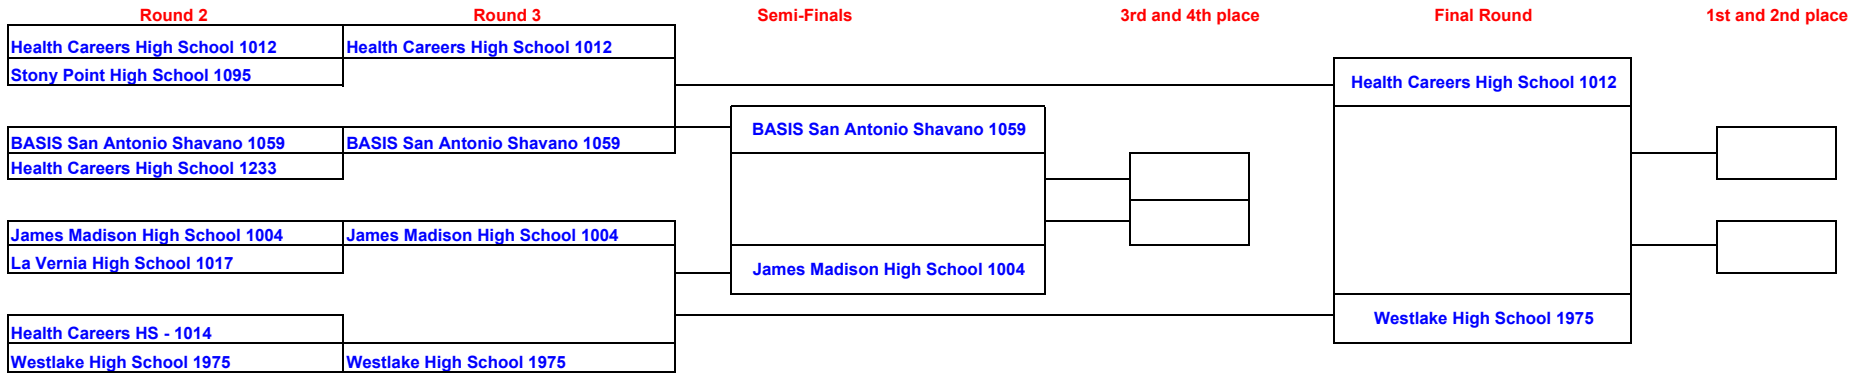 Round 2 Round 3 Semi-Finals 3rd and 4th place Final Round 1st and 2nd place
Health Careers High School 1012 Health Careers High School 1012
Stony Point High School 1095
Health Careers High School 1012
BASIS San Antonio Shavano 1059
BASIS San Antonio Shavano 1059 BASIS San Antonio Shavano 1059
Health Careers High School 1233
James Madison High School 1004 James Madison High School 1004
La Vernia High School 1017
James Madison High School 1004
Westlake High School 1975
Health Careers HS - 1014
Westlake High School 1975 Westlake High School 1975